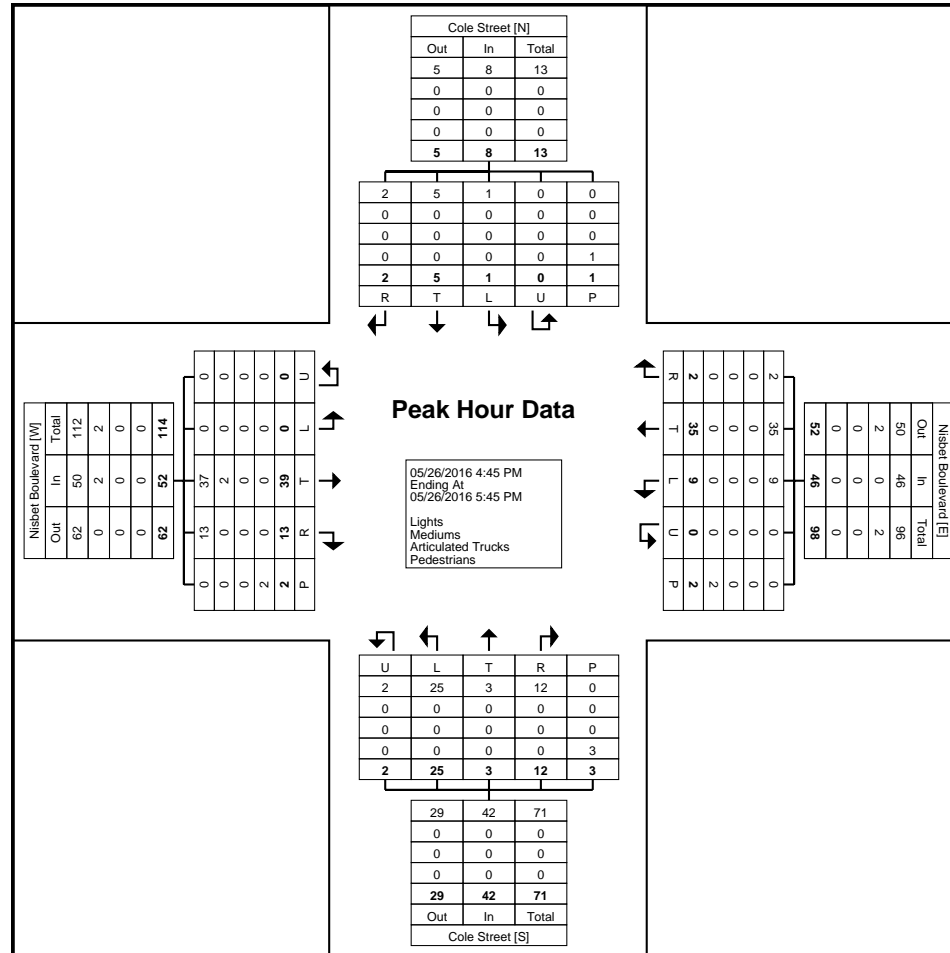 Cole Street [N]
Out In Total
5 8 13
0 0 0
0 0 0
0 0 0
5 8 13
2 5 1 0 0
0 0 0 0 0
0 0 0 0 0
0 0 0 0 1
2 5 1 0 1
R T L U P
Nisbet Boulevard [W]
Out In Total
62 50 112
0 2 2
0 0 0
0 0 0
62 52 114
0 13 37 0 0
0 0 2 0 0
0 0 0 0 0
2 0 0 0 0
2 13 39 0 0
P R T L U
Peak Hour Data
05/26/2016 4:45 PM
Ending At
05/26/2016 5:45 PM
Lights
Mediums
Articulated Trucks
Pedestrians
Nisbet Boulevard [E]
Out In Total
50 46 96
2 0 2
0 0 0
0 0 0
52 46 98
2 35 9 0 0
0 0 0 0 0
0 0 0 0 0
0 0 0 0 2
2 35 9 0 2
R T L U P
U L T R P
2 25 3 12 0
0 0 0 0 0
0 0 0 0 0
0 0 0 0 3
2 25 3 12 3
29 42 71
0 0 0
0 0 0
0 0 0
29 42 71
Out In Total
Cole Street [S]